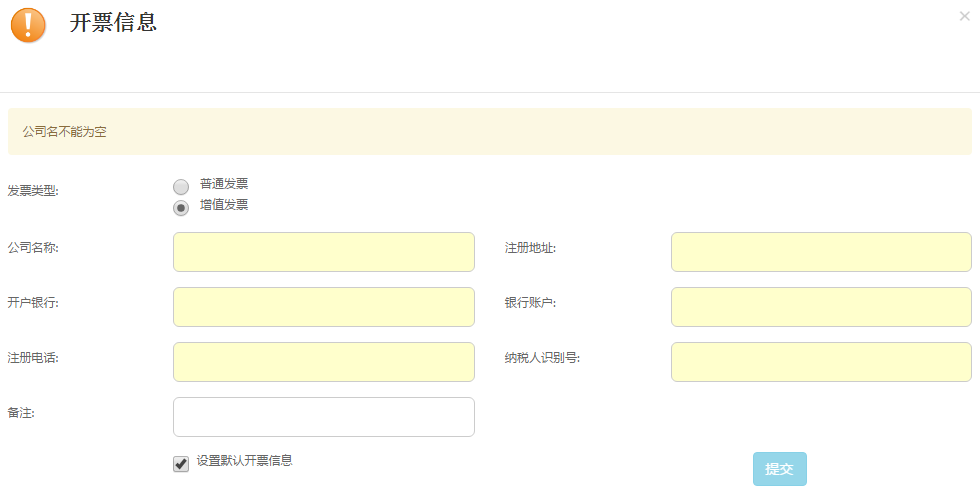 开票信息
公司名不能为空
发票类型:
普通发票
增值发票
公司名称:
注册地址:
开户银行:
银行账户:
注册电话:
纳税人识别号:
备注:
设置默认开票信息
提交